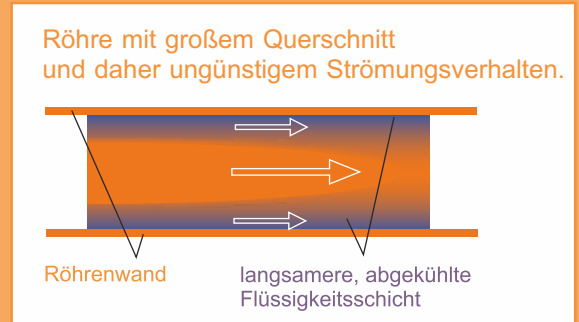 Röhre mit großem Querschnitt
und daher ungünstigem Strömungsverhalten.
Röhrenwand
langsamere, abgekühlte
Flüssigkeitsschicht